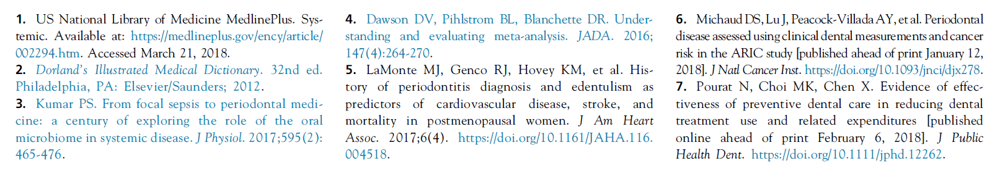 1. US National Library of Medicine MedlinePlus. Sys-
temic. Available at: https://medlineplus.gov/ency/article/
002294.htm. Accessed March 21, 2018.
2. Dorland's Illustrated Medical Dictionary. 32nd ed.
Philadelphia, PA: Elsevier/Saunders; 2012.
3. Kumar PS. From focal sepsis to periodontal medi-
cine: a century of exploring the role of the oral
microbiome in systemic disease. J Physiol. 2017;595(2):
465-476.
4. Dawson DV, Pihlstrom BL, Blanchette DR. Under-
standing and evaluating meta-analysis. JADA. 2016;
147(4):264-270.
5. LaMonte MJ, Genco RJ, Hovey KM, et al. His-
tory of periodontitis diagnosis and edentulism as
predictors of cardiovascular disease, stroke, and
mortality in postmenopausal women. J Am Heart
Assoc. 2017;6(4). https://doi.org/10.1161/JAHA.116.
004518.
6. Michaud DS, Lu J, Peacock-Villada AY, et al. Periodontal
disease assessed using clinical dental measurements and cancer
risk in the ARIC study [published ahead of print January 12,
2018]. J Natl Cancer Inst. https://doi.org/10.1093/jnci/djx278.
7. Pourat N, Choi MK, Chen X. Evidence of effec-
tiveness of preventive dental care in reducing dental
treatment use and related expenditures [published
online ahead of print February 6, 2018]. J Public
Health Dent. https://doi.org/10.1111/jphd.12262.